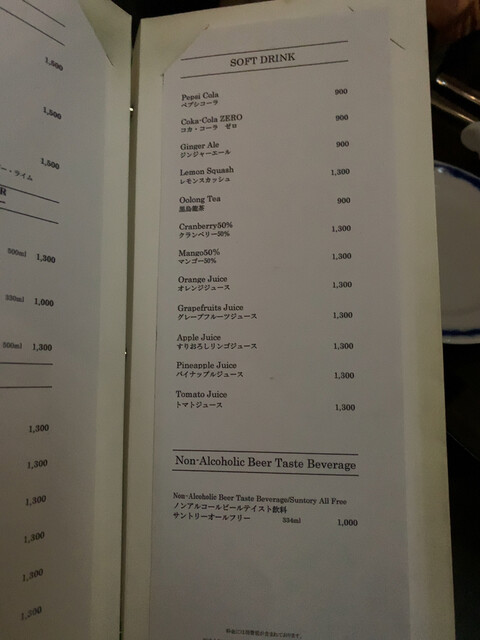 1,500
1,500
1,500
ー・ライム
500ml 1,300
330ml 1,000
500ml 1,300
1,300
1,300
1,300
1,300
1,300
1,300
SOFT DRINK
Pepsi Cola 900
ペプシコーラ
Coka-Cola ZERO 900
コカ・コーラ ゼロ
Ginger Ale 900
ジンジャーエール
Lemon Squash 1,300
レモンスカッシュ
Oolong Tea 900
黒烏龍茶
Cranberry50% 1,300
クランベリー50%
Mango50% 1,300
マンゴー50%
Orange Juice 1,300
オレンジジュース
Grapefruits Juice 1,300
グレープフルーツジュース
Apple Juice 1,300
すりおろしリンゴジュース
Pineapple Juice 1,300
パイナップルジュース
Tomato Juice 1,300
トマトジュース
Non-Alcoholic Beer Taste Beverage
Non-Alcoholic Beer Taste Beverage/Suntory All Free
ノンアルコールビールテイスト飲料
サントリーオールフリー 334ml 1,000